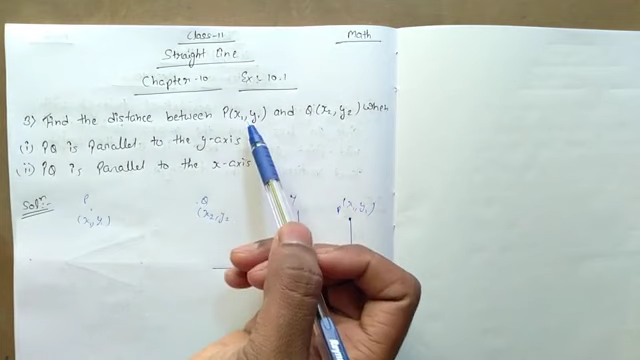 Class-11
Math
Straight line
Chapter-10 Ex: 10.1
Q) Find the distance between P(x₁, y₁) and Q(x₂, y₂) when
(i) PQ is parallel to the y-axis
(ii) PQ is parallel to the x-axis
Solⁿ:-
P Q
(x₁, y₁) (x₂, y₂
y P(x₁, y₁)